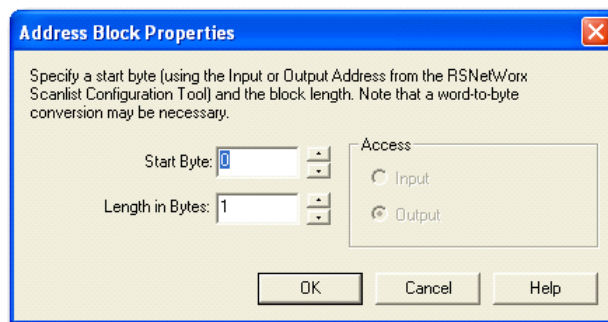 Address Block Properties
Specify a start byte (using the Input or Output Address from the RSNetWorx
Scanlist Configuration Tool) and the block length. Note that a word-to-byte
conversion may be necessary.
Start Byte: 0
Length in Bytes: 1
Access
Input
Output
OK Cancel Help